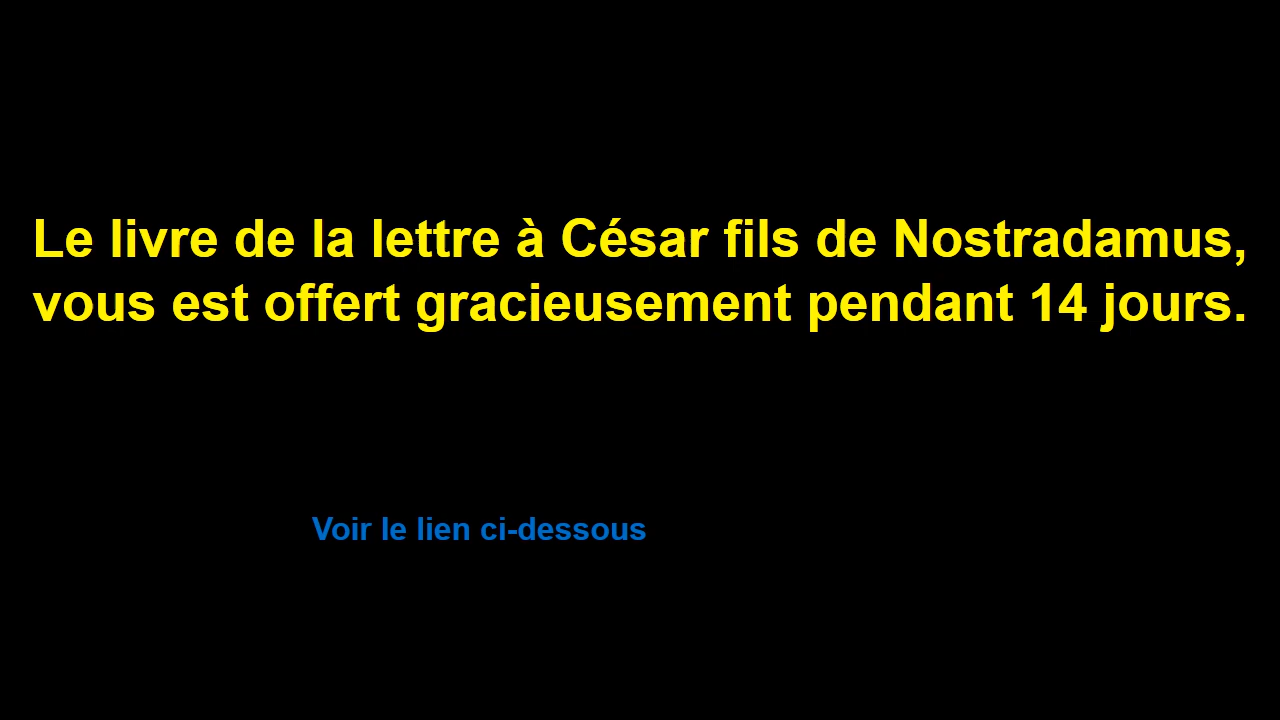 Le livre de la lettre à César fils de Nostradamus,
vous est offert gracieusement pendant 14 jours.
Voir le lien ci-dessous